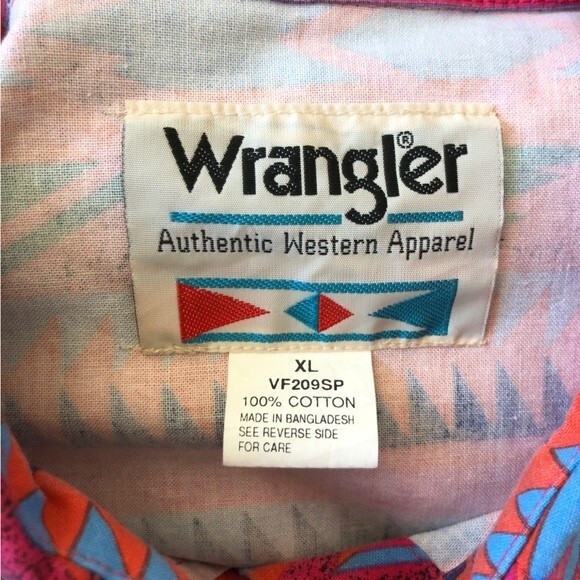 Wrangler®
Authentic Western Apparel
XL
VF209SP
100% COTTON
MADE IN BANGLADESH
SEE REVERSE SIDE
FOR CARE